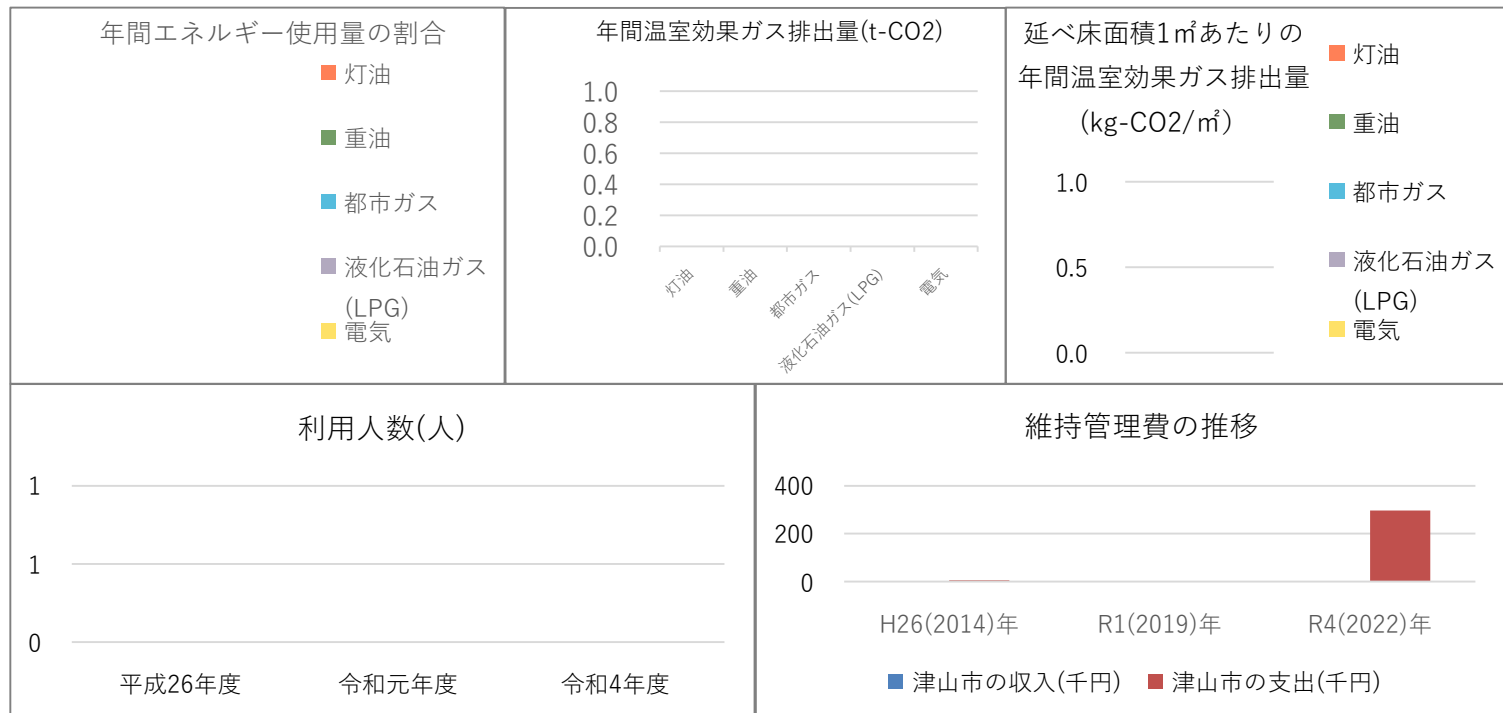 年間エネルギー使用量の割合
灯油
重油
都市ガス
液化石油ガス
(LPG)
電気
年間温室効果ガス排出量(t-CO2)
1.0
0.8
0.6
0.4
0.2
0.0
灯油
重油
都市ガス
液化石油ガス(LPG)
電気
延べ床面積1㎡あたりの
年間温室効果ガス排出量
(kg-CO2/㎡)
1.0
0.5
0.0
灯油
重油
都市ガス
液化石油ガス
(LPG)
電気
利用人数(人)
1
1
0
平成26年度 令和元年度 令和4年度
維持管理費の推移
400
200
0
H26(2014)年 R1(2019)年 R4(2022)年
津山市の収入(千円) 津山市の支出(千円)